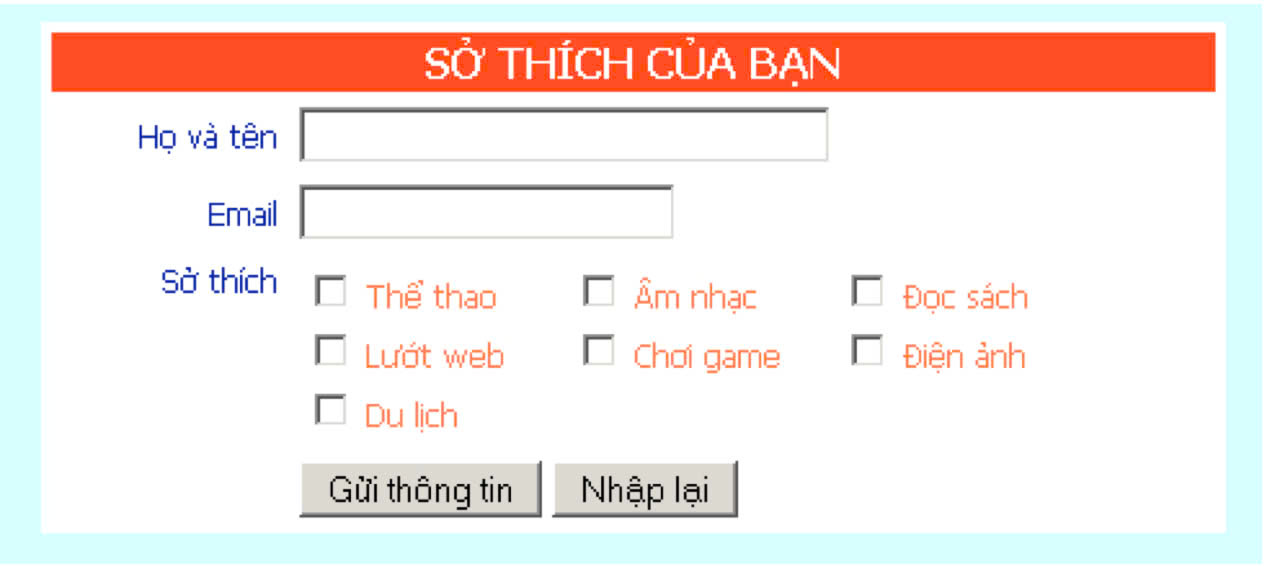 SỞ THÍCH CỦA BẠN
Họ và tên
Email
Sở thích
Thể thao Âm nhạc Đọc sách
Lướt web Chơi game Điện ảnh
Du lịch
Gửi thông tin Nhập lại